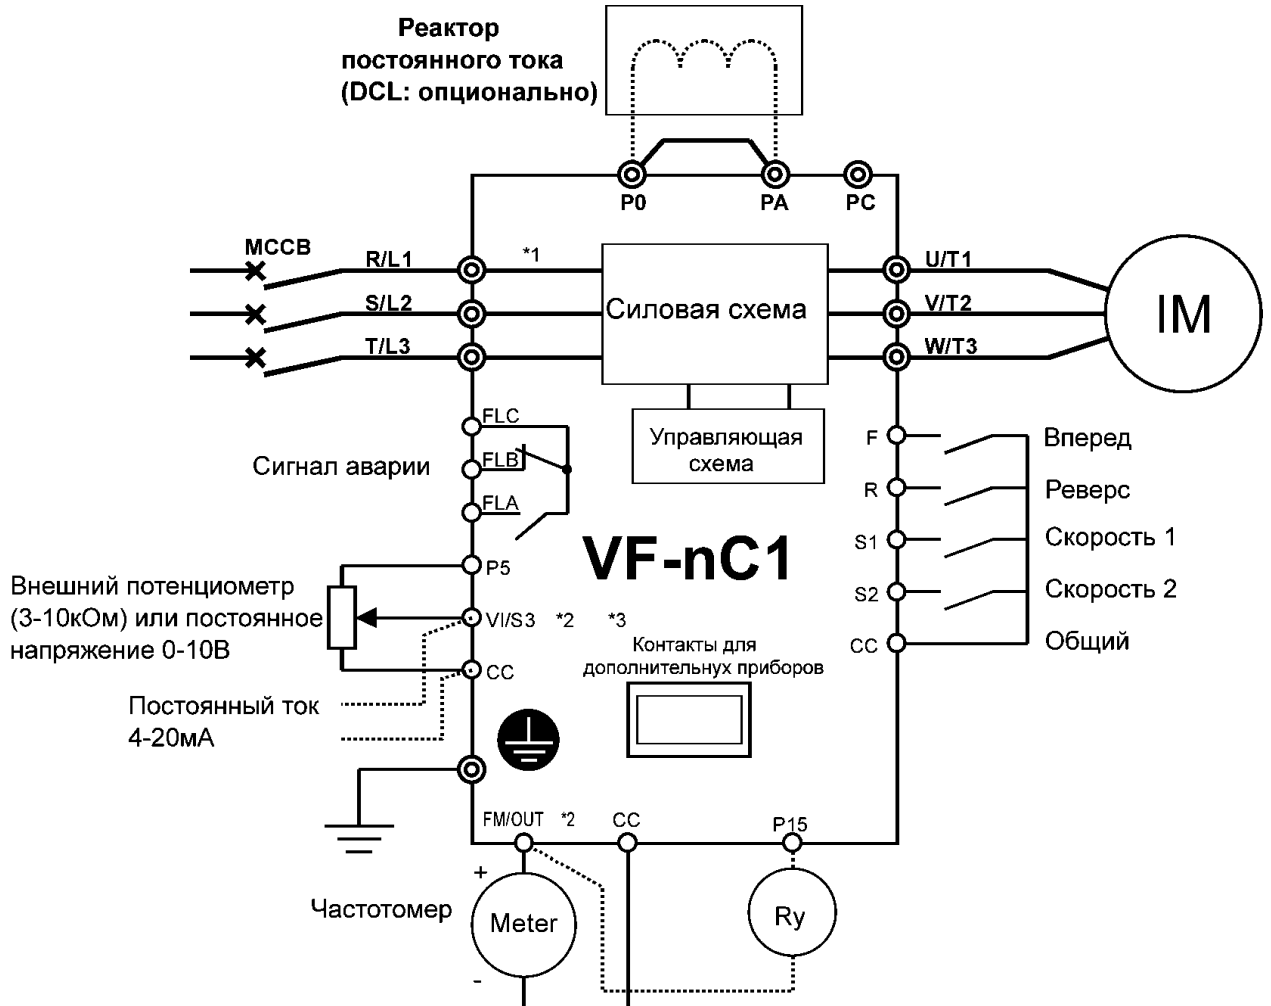 Реактор
постоянного тока
(DCL: опционально)
P0
PA
PC
MCCB
R/L1
*1
U/T1
S/L2
Силовая схема
V/T2
IM
T/L3
W/T3
FLC
Управляющая
схема
F
Вперед
Сигнал аварии
FLB
R
Реверс
FLA
VF-nC1
S1
Скорость 1
P5
Внешний потенциометр
(3-10кОм) или постоянное
напряжение 0-10В
S2
Скорость 2
VI/S3
*2
*3
Контакты для
дополнительнух приборов
CC
Общий
CC
Постоянный ток
4-20мА
FM/OUT
*2
CC
P15
+
Частотомер
Meter
Ry
-